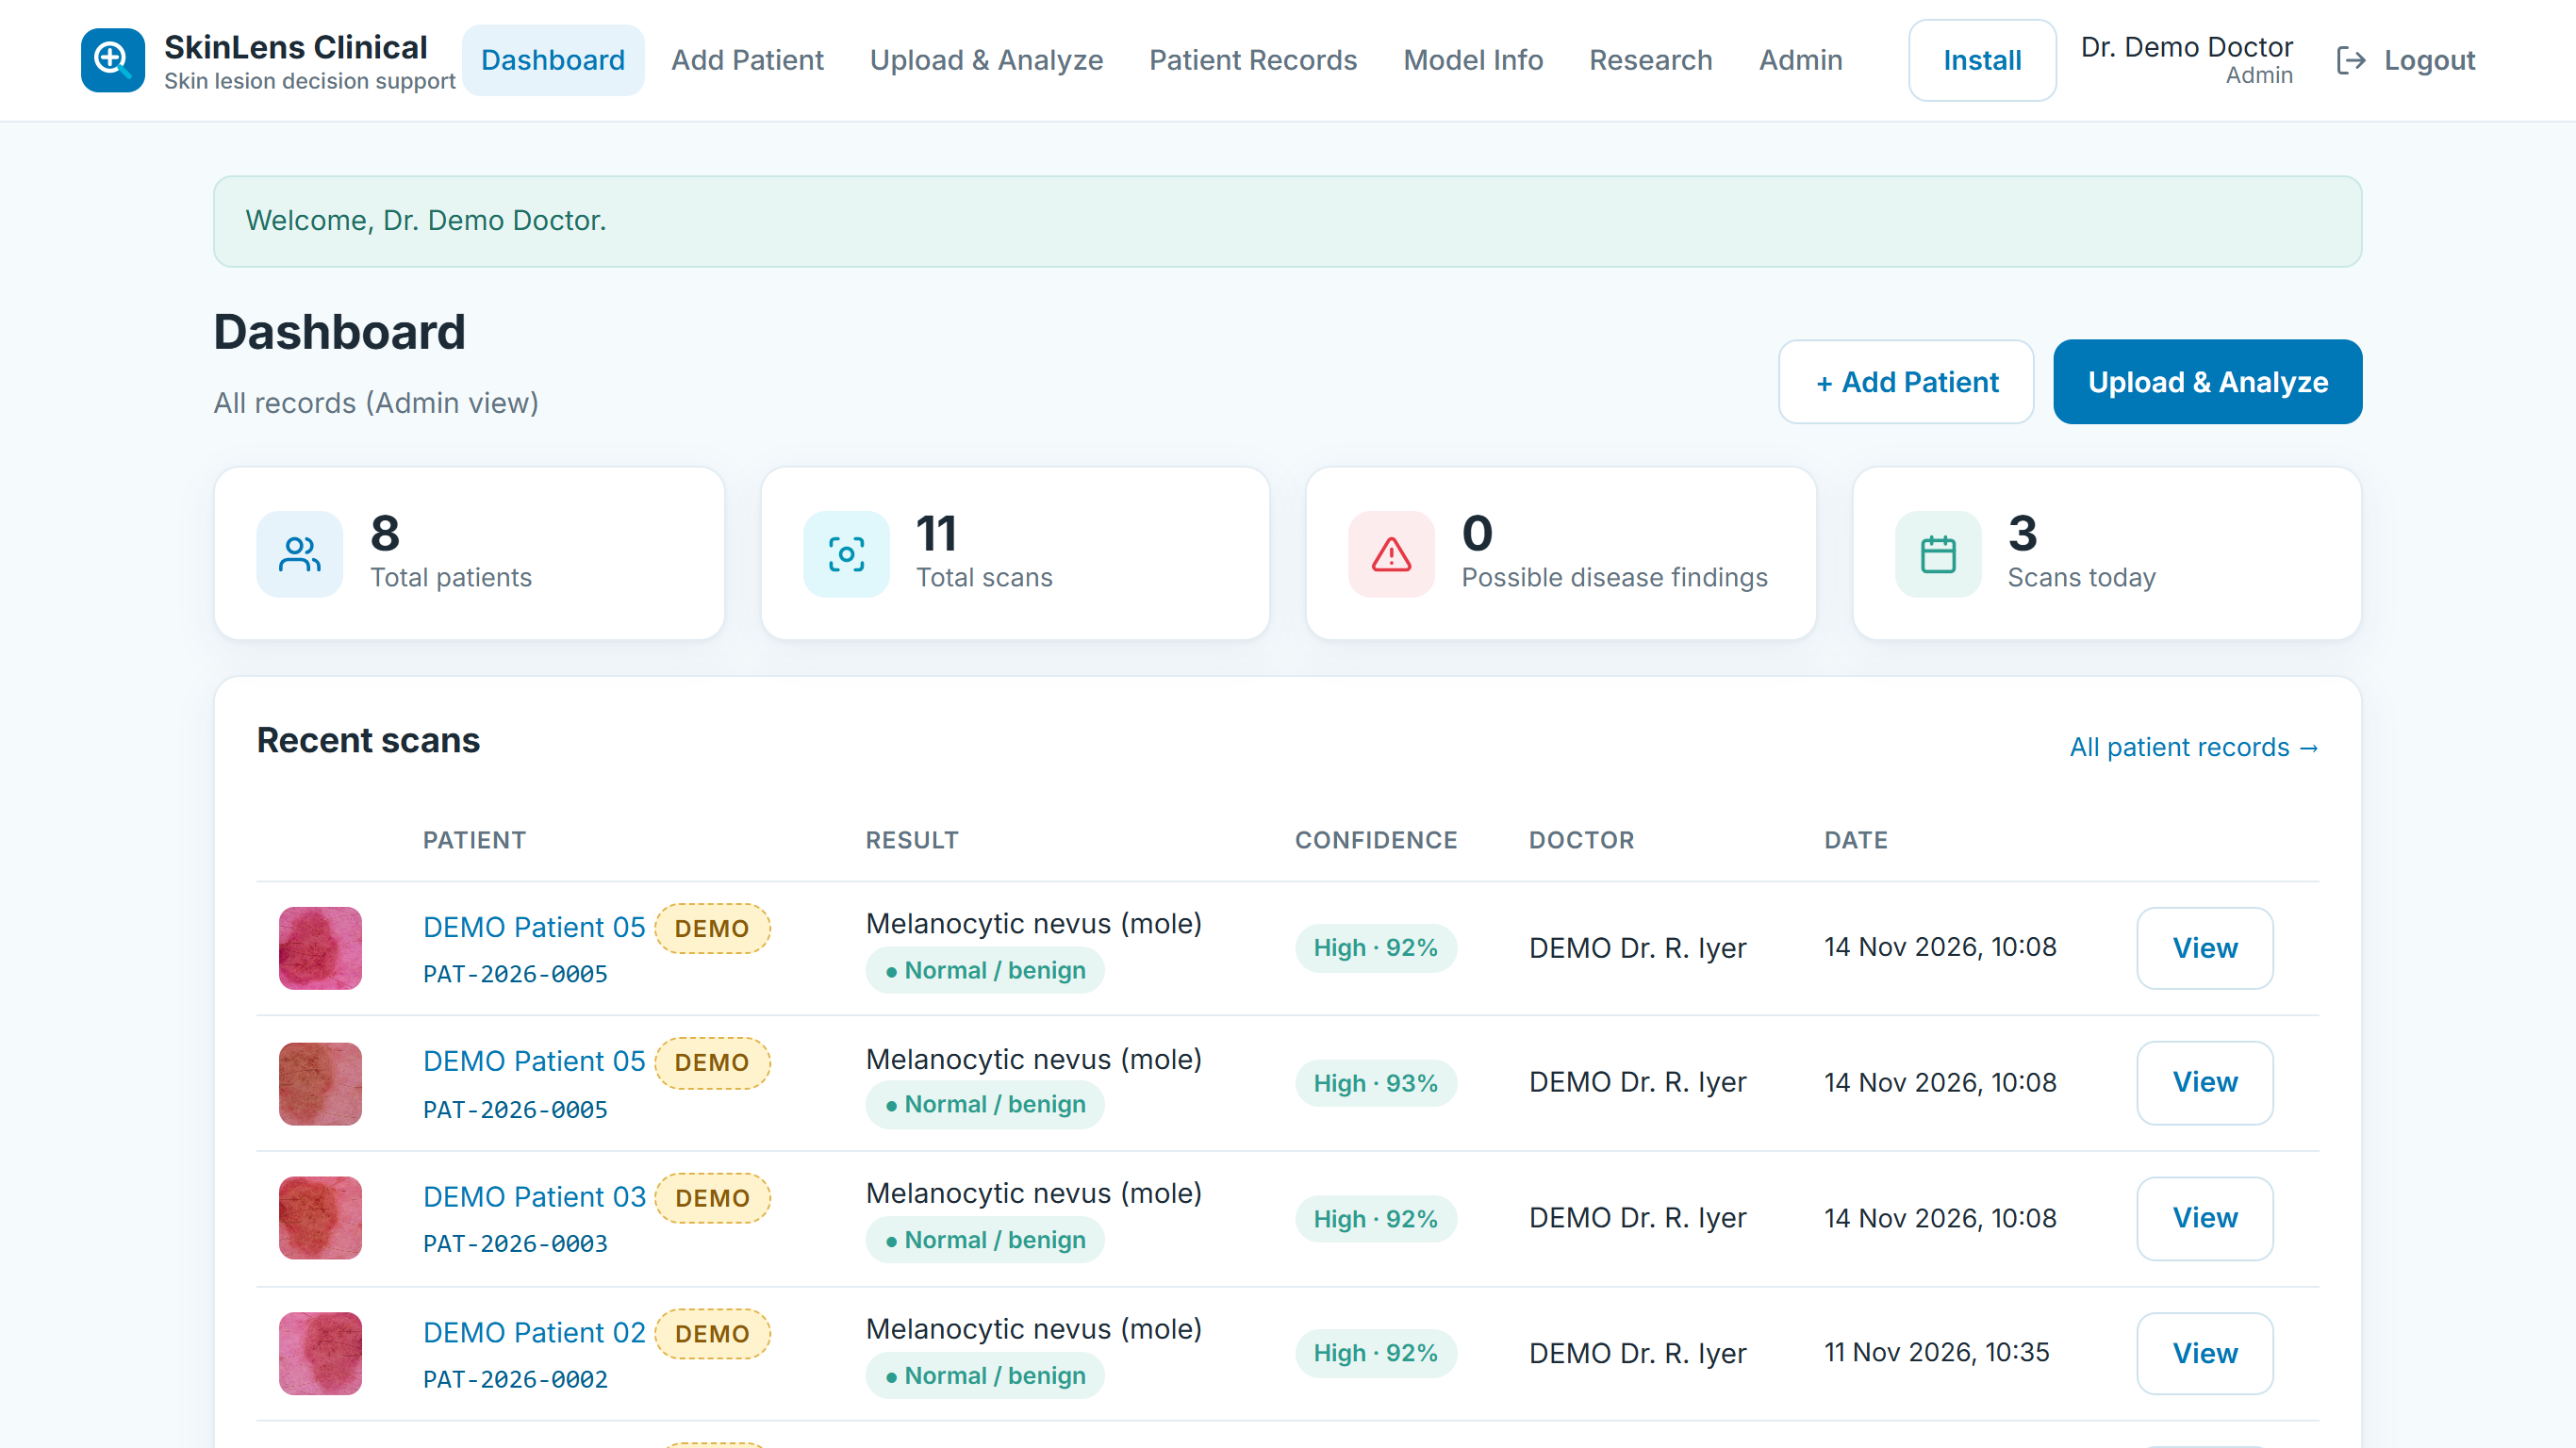 SkinLens Clinical
Skin lesion decision support
Dashboard
Add Patient
Upload & Analyze
Patient Records
Model Info
Research
Admin
Install
Dr. Demo Doctor
Admin
Logout
Welcome, Dr. Demo Doctor.
Dashboard
All records (Admin view)
+ Add Patient
Upload & Analyze
8
Total patients
11
Total scans
0
Possible disease findings
3
Scans today
Recent scans
All patient records →
PATIENT RESULT CONFIDENCE DOCTOR DATE
DEMO Patient 05 DEMO
PAT-2026-0005
Melanocytic nevus (mole)
● Normal / benign
High · 92%
DEMO Dr. R. Iyer
14 Nov 2026, 10:08
View
DEMO Patient 05 DEMO
PAT-2026-0005
Melanocytic nevus (mole)
● Normal / benign
High · 93%
DEMO Dr. R. Iyer
14 Nov 2026, 10:08
View
DEMO Patient 03 DEMO
PAT-2026-0003
Melanocytic nevus (mole)
● Normal / benign
High · 92%
DEMO Dr. R. Iyer
14 Nov 2026, 10:08
View
DEMO Patient 02 DEMO
PAT-2026-0002
Melanocytic nevus (mole)
● Normal / benign
High · 92%
DEMO Dr. R. Iyer
11 Nov 2026, 10:35
View